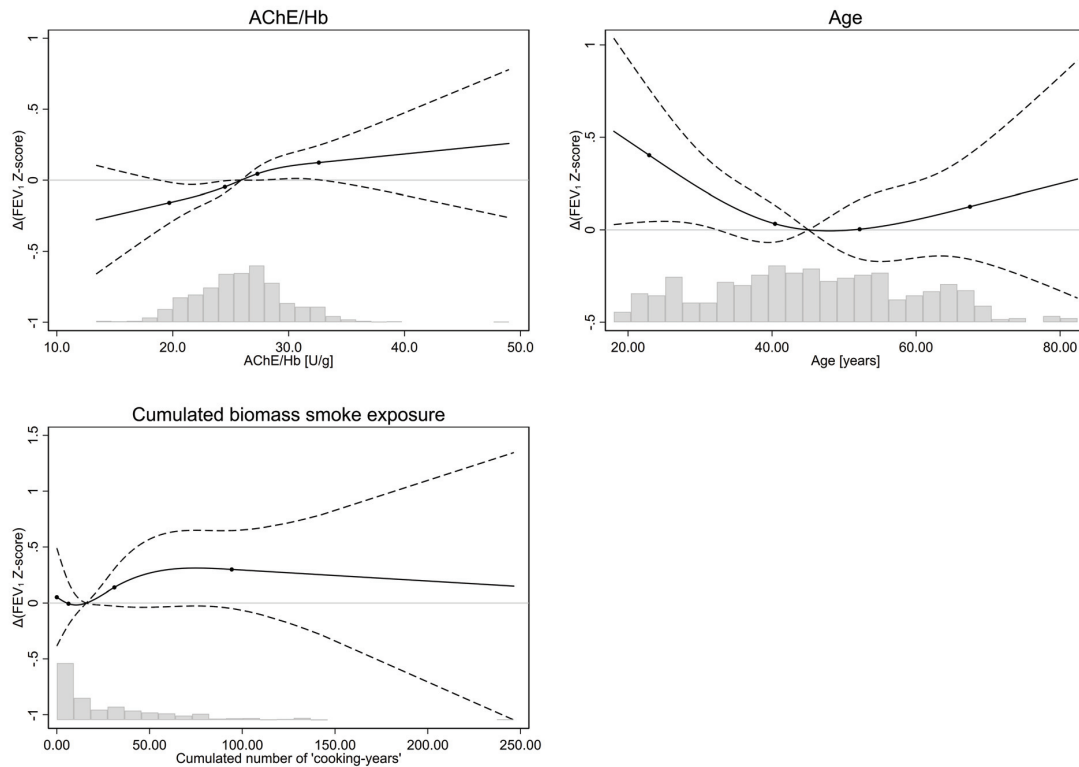 AChE/Hb
Δ(FEV₁ Z-score)
1
.5
0
-.5
-1
10.0 20.0 30.0 40.0 50.0
AChE/Hb [U/g]
Age
Δ(FEV₁ Z-score)
1
.5
0
-.5
20.00 40.00 60.00 80.00
Age [years]
Cumulated biomass smoke exposure
Δ(FEV₁ Z-score)
1.5
1
.5
0
-.5
-1
0.00 50.00 100.00 150.00 200.00 250.00
Cumulated number of 'cooking-years'